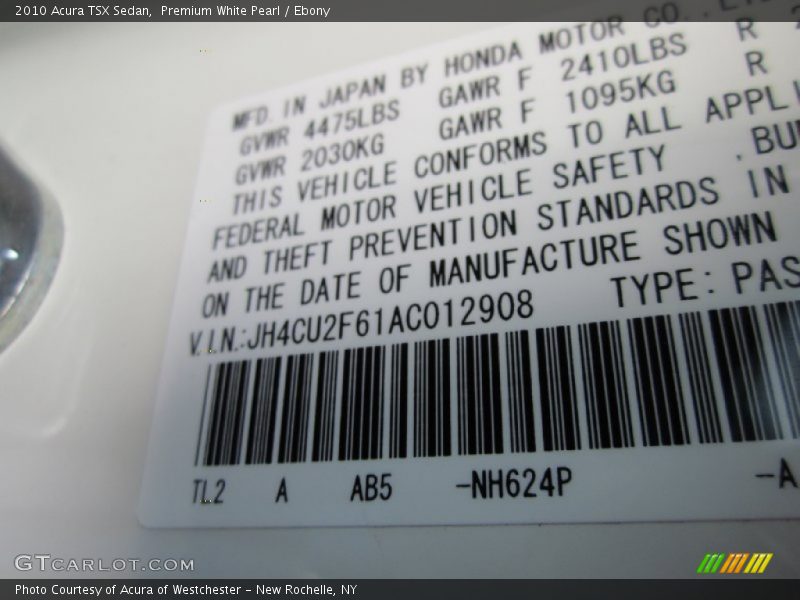 2010 Acura TSX Sedan, Premium White Pearl / Ebony
MFD. IN JAPAN BY HONDA MOTOR CO.,
GVWR 4475LBS GAWR F 2410LBS R
GVWR 2030KG GAWR F 1095KG R
THIS VEHICLE CONFORMS TO ALL APPLI
FEDERAL MOTOR VEHICLE SAFETY .BUM
AND THEFT PREVENTION STANDARDS IN
ON THE DATE OF MANUFACTURE SHOWN
V.I.N.:JH4CU2F61AC012908 TYPE: PAS
TL2 A AB5 -NH624P -A
GTCARLOT.COM
Photo Courtesy of Acura of Westchester - New Rochelle, NY